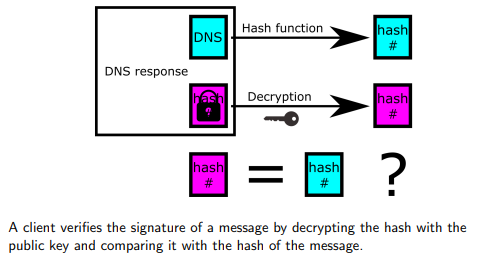 DNS
Hash function
hash
#
DNS response
hash
Decryption
hash
#
hash
#
=
hash
#
?
A client verifies the signature of a message by decrypting the hash with the
public key and comparing it with the hash of the message.